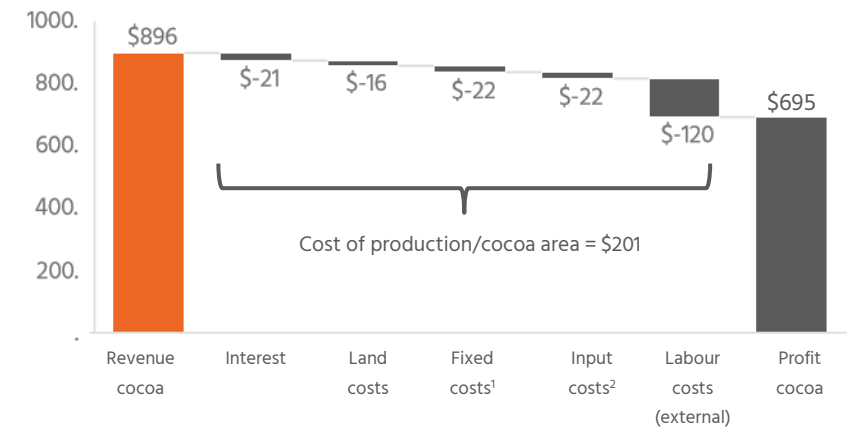 1000.
800.
600.
400.
200.
.
$896
$-21
$-16
$-22
$-22
$-120
$695
Cost of production/cocoa area = $201
Revenue
cocoa
Interest
Land
costs
Fixed
costs¹
Input
costs²
Labour
costs
(external)
Profit
cocoa